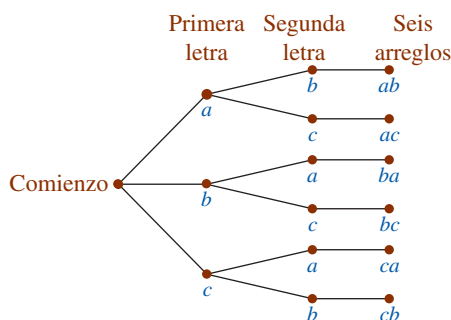 Primera Segunda Seis
letra letra arreglos
b ab
a
c ac
a ba
Comienzo b
c bc
a ca
c
b cb